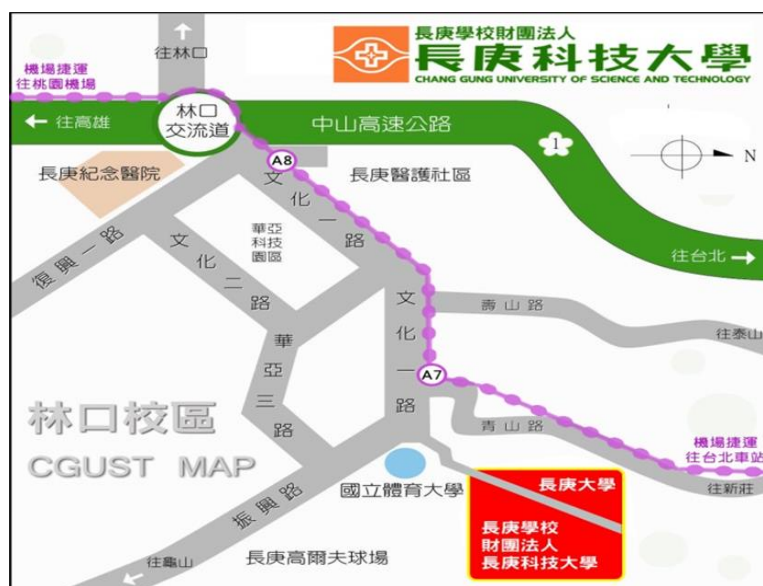 長庚學校財團法人
長庚科技大學
CHANG GUNG UNIVERSITY OF SCIENCE AND TECHNOLOGY
往林口
機場捷運
往桃園機場
林口
交流道
往高雄
中山高速公路
1
N
A8
長庚紀念醫院
長庚醫護社區
文化一路
華亞
科技
園區
復興一路
文化二路
往台北
文化一路
壽山路
往泰山
華亞三路
A7
林口校區
CGUST MAP
青山路
機場捷運
往台北車站
往新莊
國立體育大學
長庚大學
長庚學校
財團法人
長庚科技大學
振興路
往龜山
長庚高爾夫球場